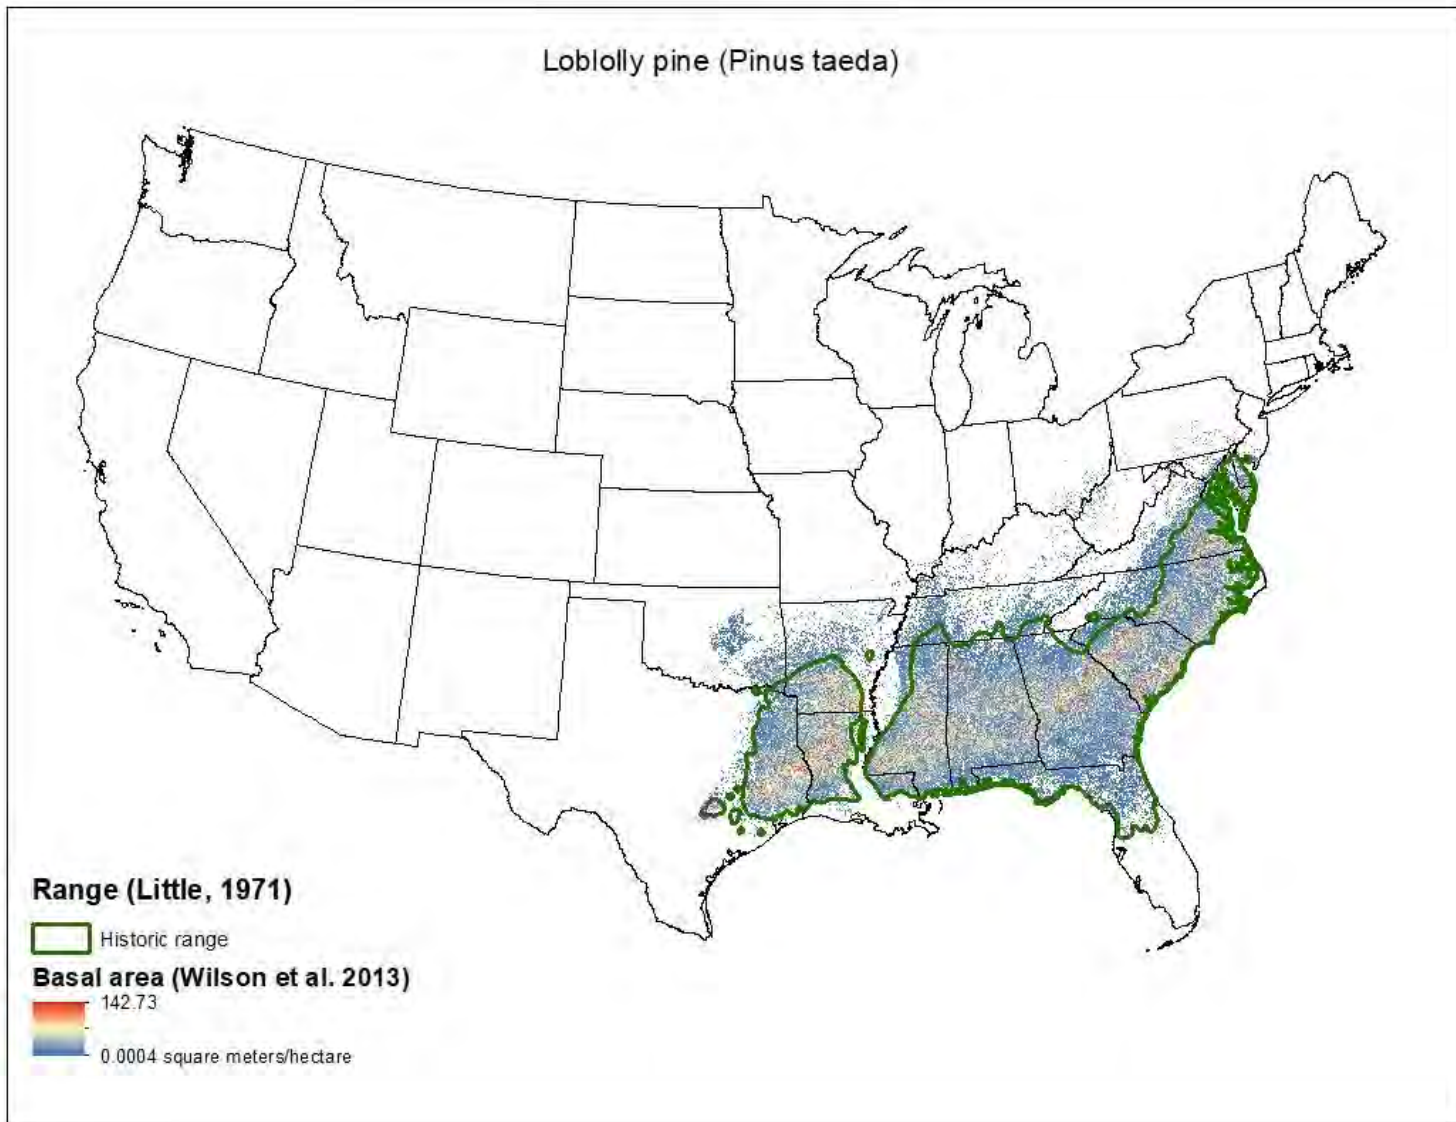 Loblolly pine (Pinus taeda)
Range (Little, 1971)
Historic range
Basal area (Wilson et al. 2013)
142.73
0.0004 square meters/hectare